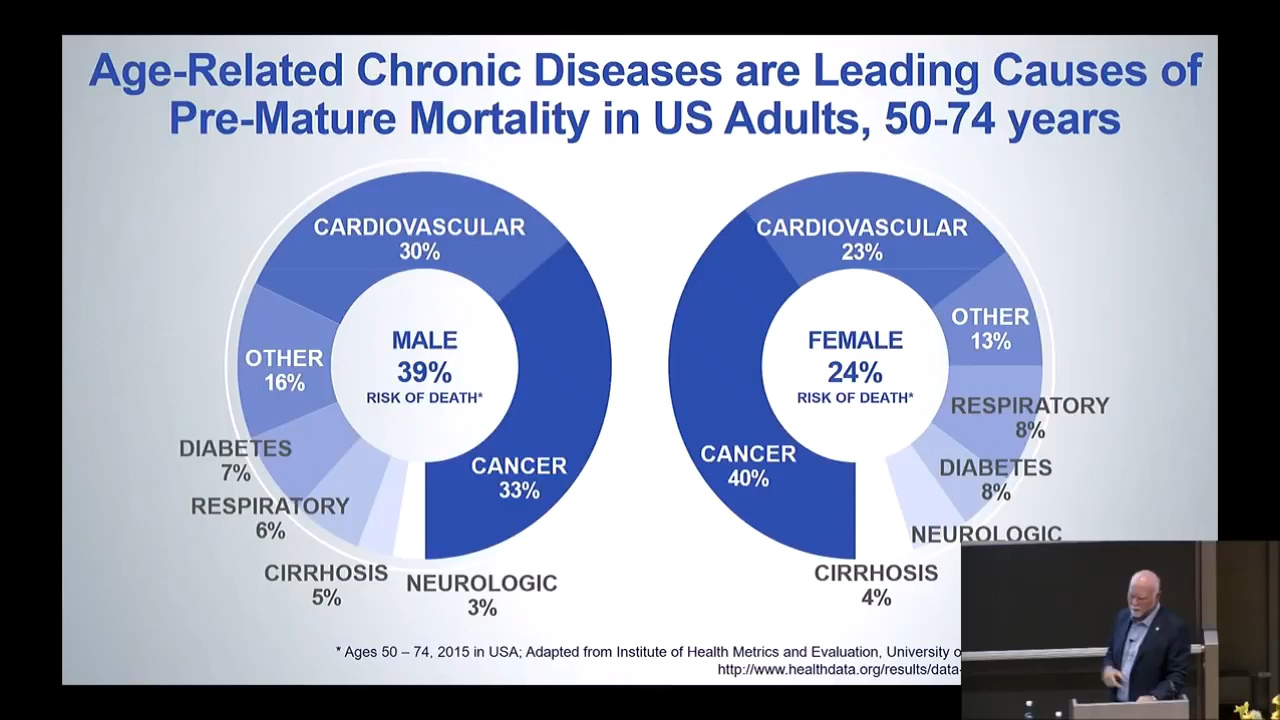 Age-Related Chronic Diseases are Leading Causes of
Pre-Mature Mortality in US Adults, 50-74 years
CARDIOVASCULAR
30%
OTHER
16%
DIABETES
7%
RESPIRATORY
6%
CIRRHOSIS
5%
NEUROLOGIC
3%
CANCER
33%
MALE
39%
RISK OF DEATH*
CARDIOVASCULAR
23%
OTHER
13%
RESPIRATORY
8%
DIABETES
8%
NEUROLOGIC
CIRRHOSIS
4%
CANCER
40%
FEMALE
24%
RISK OF DEATH*
* Ages 50 – 74, 2015 in USA; Adapted from Institute of Health Metrics and Evaluation, University
http://www.healthdata.org/results/data-